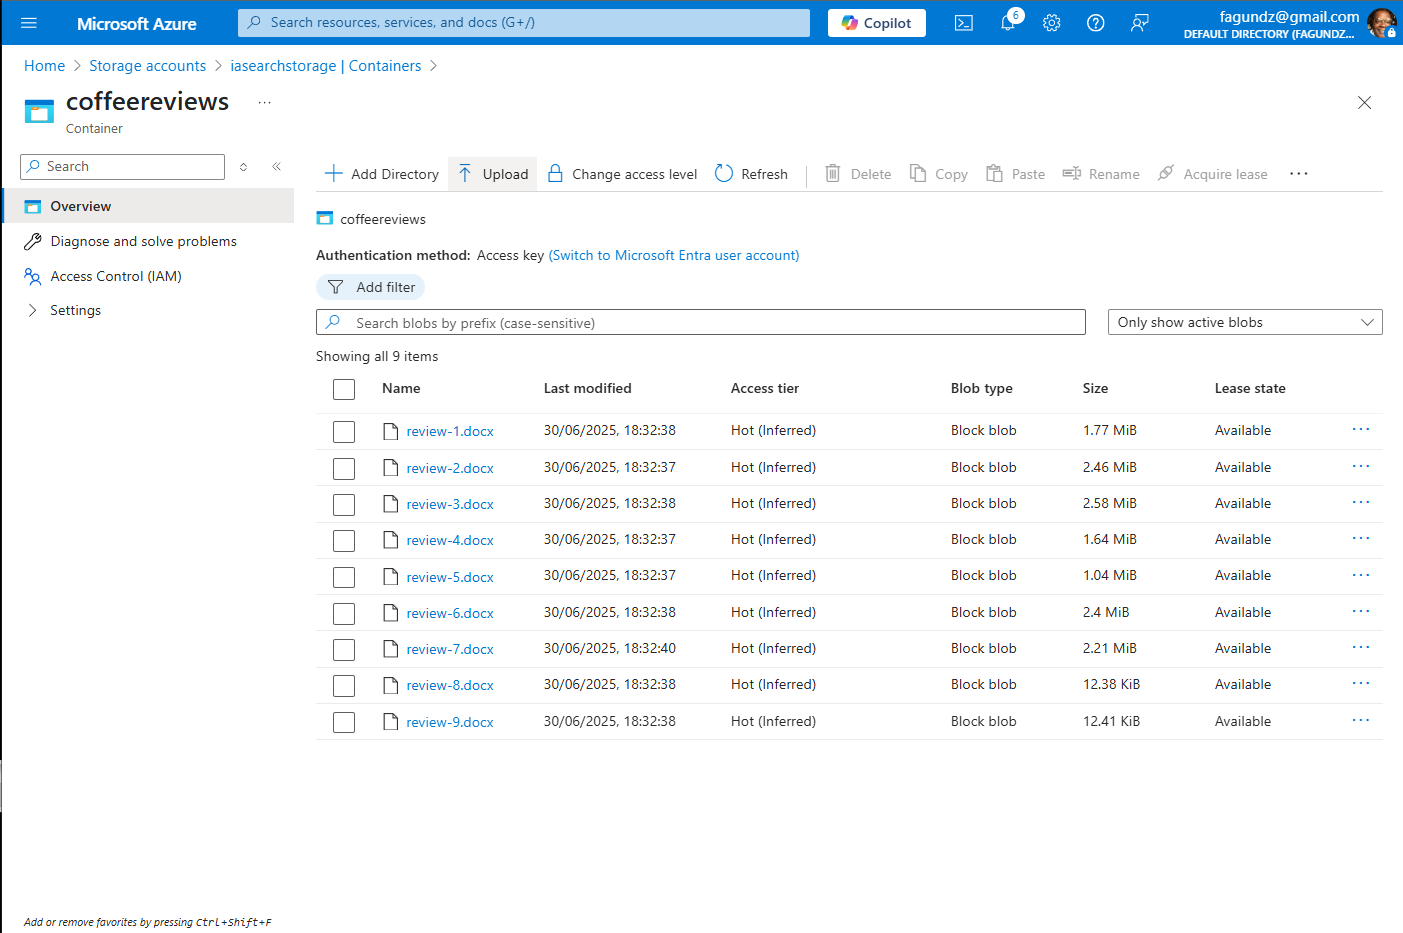 Microsoft Azure
Search resources, services, and docs (G+/)
Copilot
6
fagundz@gmail.com
DEFAULT DIRECTORY (FAGUNDZ...
Home > Storage accounts > iasearchstorage | Containers >
coffeereviews ...
Container
Search
Overview
Diagnose and solve problems
Access Control (IAM)
Settings
Add Directory Upload Change access level Refresh Delete Copy Paste Rename Acquire lease ...
coffeereviews
Authentication method: Access key (Switch to Microsoft Entra user account)
Add filter
Search blobs by prefix (case-sensitive)
Only show active blobs
Showing all 9 items
Name Last modified Access tier Blob type Size Lease state
review-1.docx 30/06/2025, 18:32:38 Hot (Inferred) Block blob 1.77 MiB Available ...
review-2.docx 30/06/2025, 18:32:37 Hot (Inferred) Block blob 2.46 MiB Available ...
review-3.docx 30/06/2025, 18:32:38 Hot (Inferred) Block blob 2.58 MiB Available ...
review-4.docx 30/06/2025, 18:32:37 Hot (Inferred) Block blob 1.64 MiB Available ...
review-5.docx 30/06/2025, 18:32:37 Hot (Inferred) Block blob 1.04 MiB Available ...
review-6.docx 30/06/2025, 18:32:38 Hot (Inferred) Block blob 2.4 MiB Available ...
review-7.docx 30/06/2025, 18:32:40 Hot (Inferred) Block blob 2.21 MiB Available ...
review-8.docx 30/06/2025, 18:32:38 Hot (Inferred) Block blob 12.38 KiB Available ...
review-9.docx 30/06/2025, 18:32:38 Hot (Inferred) Block blob 12.41 KiB Available ...
Add or remove favorites by pressing Ctrl+Shift+F